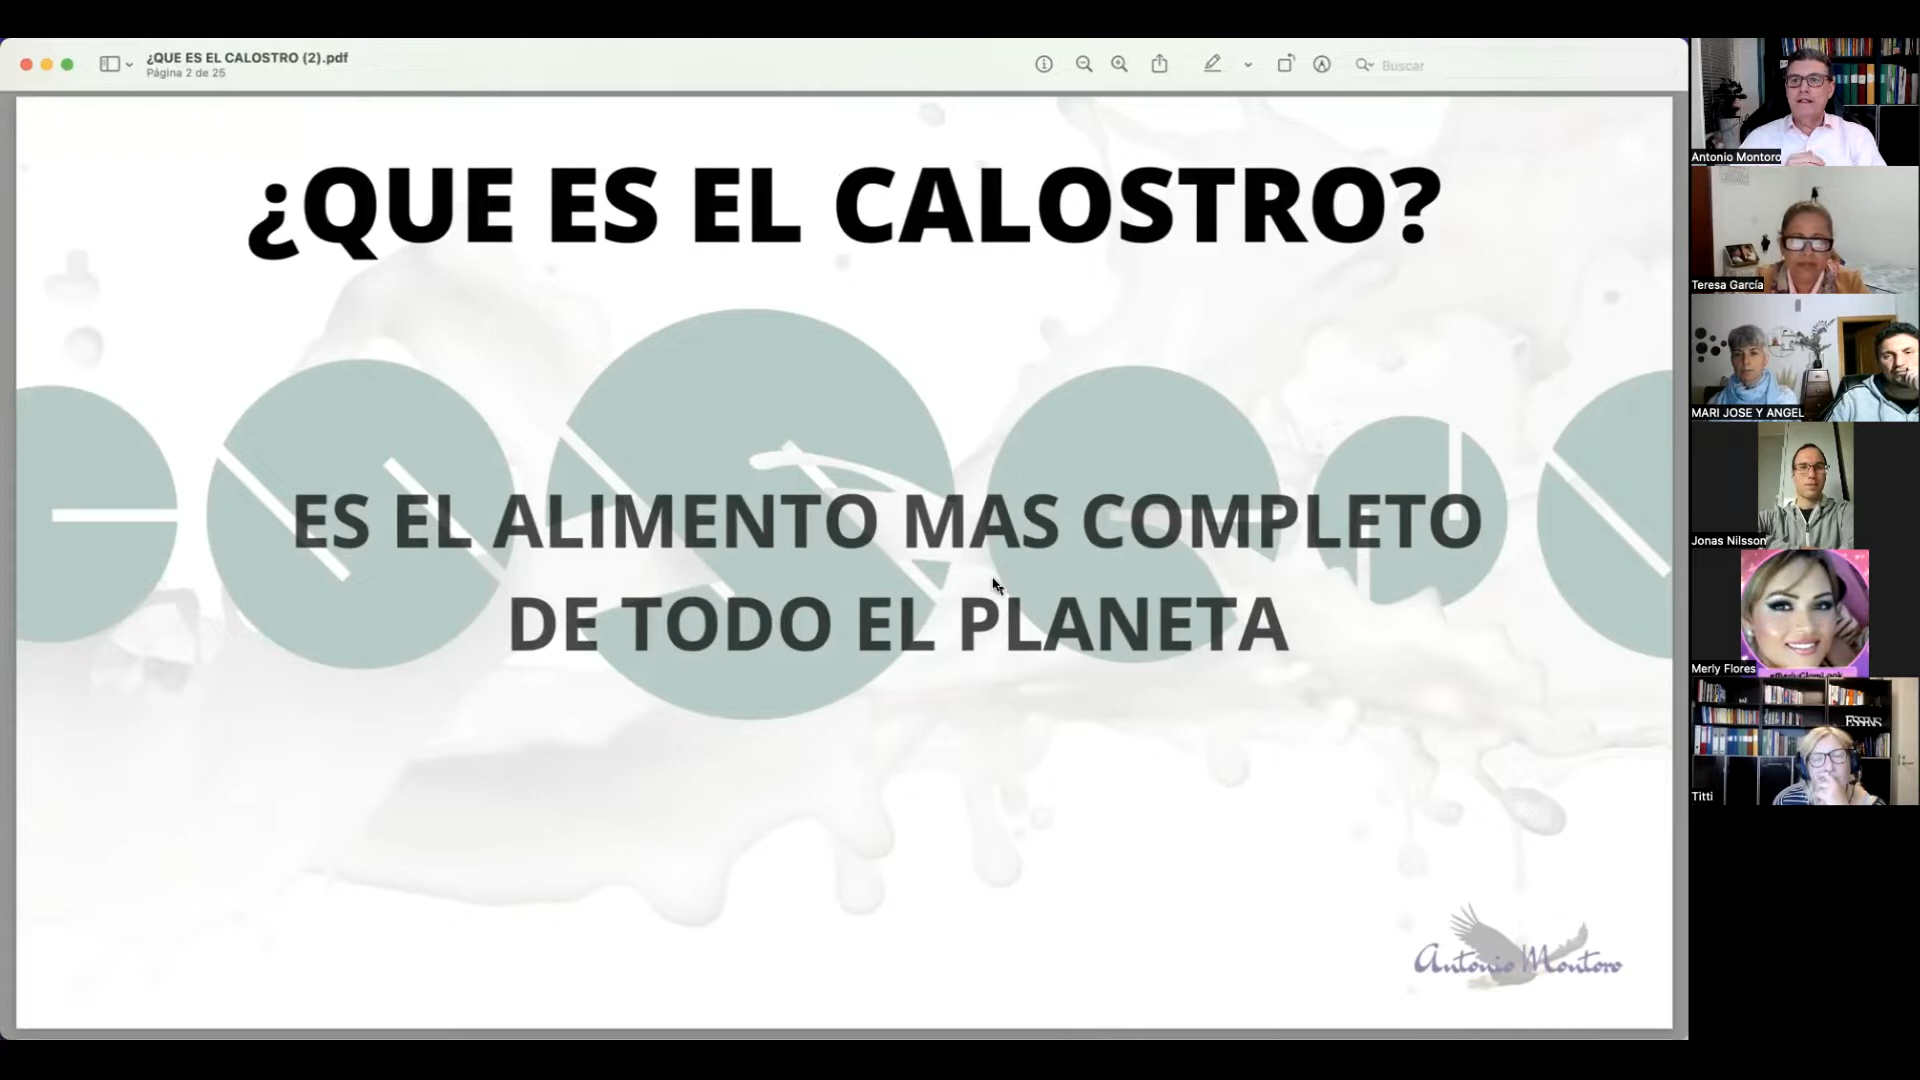 ¿QUE ES EL CALOSTRO (2).pdf
Página 2 de 25
Buscar
¿QUE ES EL CALOSTRO?
ES EL ALIMENTO MAS COMPLETO
DE TODO EL PLANETA
Antonio Montoro
Antonio Montoro
Teresa García
MARI JOSE Y ANGEL
Jonas Nilsson
Merly Flores
ESSENS
Titti